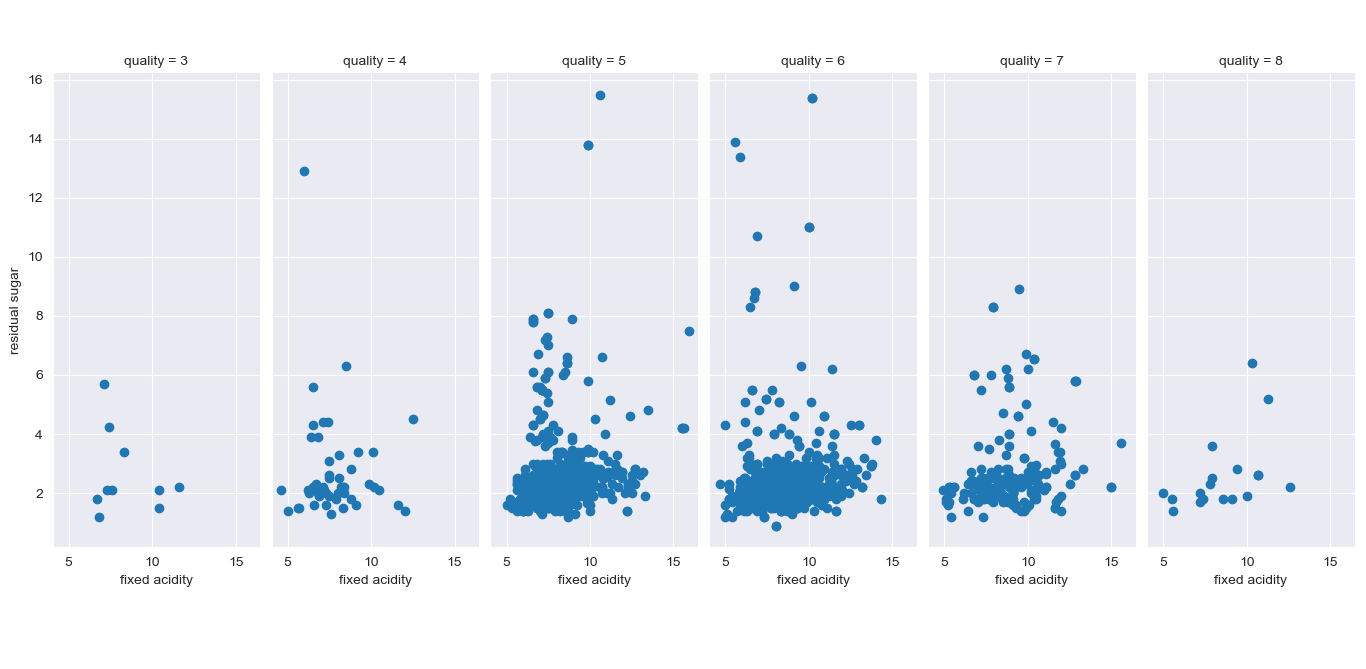 quality = 3
quality = 4
quality = 5
quality = 6
quality = 7
quality = 8
residual sugar
16
14
12
10
8
6
4
2
5 10 15
5 10 15
5 10 15
5 10 15
5 10 15
5 10 15
fixed acidity
fixed acidity
fixed acidity
fixed acidity
fixed acidity
fixed acidity